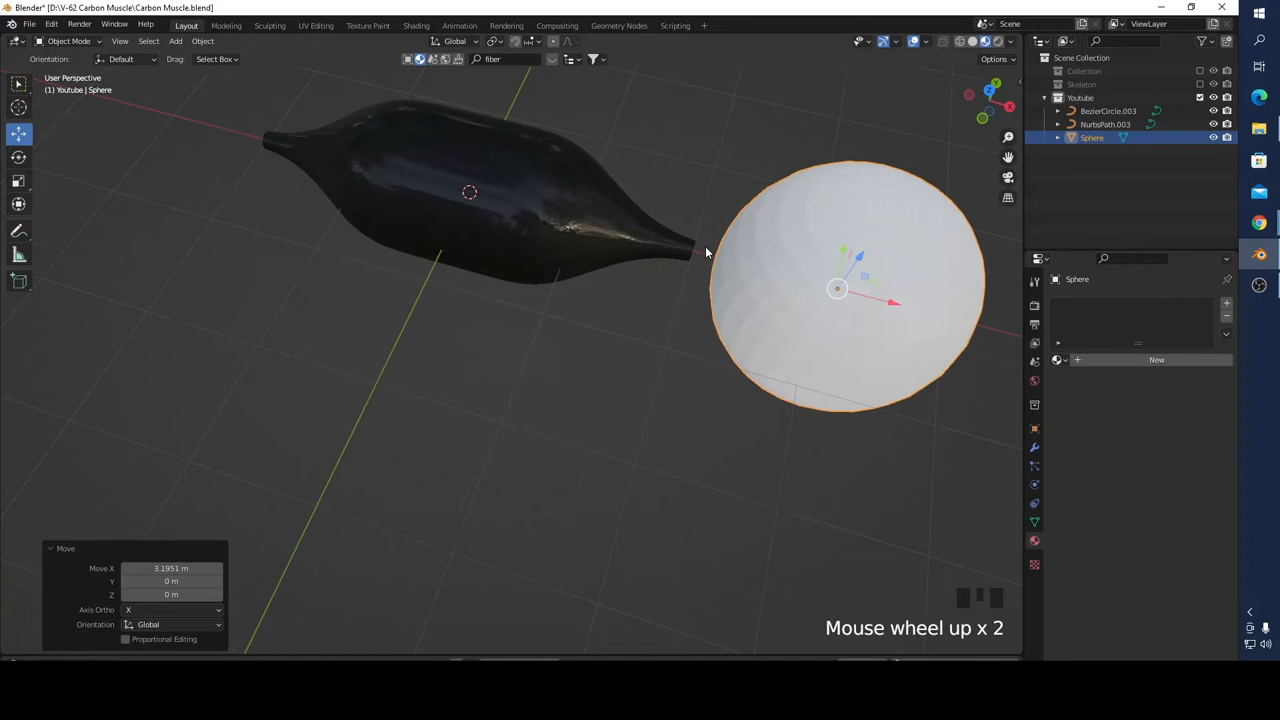 Blender* [D:\V-62 Carbon Muscle\Carbon Muscle.blend]
File Edit Render Window Help Layout Modeling Sculpting UV Editing Texture Paint Shading Animation Rendering Compositing Geometry Nodes Scripting + Scene ViewLayer
Object Mode View Select Add Object Global Options
Orientation: Default Drag: Select Box fiber
User Perspective
(1) Youtube | Sphere
Scene Collection
Collection
Skeleton
Youtube
BezierCircle.003
NurbsPath.003
Sphere
Z
Y
X
Sphere
New
Move
Move X 3.1951 m
Y 0 m
Z 0 m
Axis Ortho X
Orientation Global
Proportional Editing
Mouse wheel up x 2